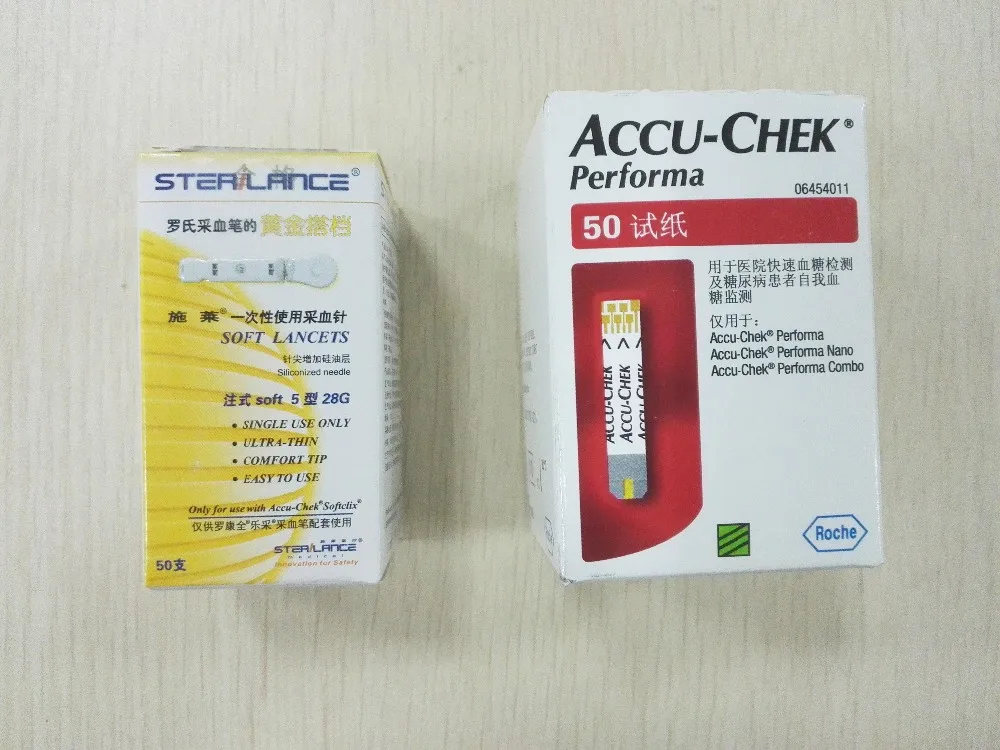 合格
STERiLANCE®
罗氏采血笔的 黄金搭档
施莱® 一次性使用采血针
SOFT LANCETS
针尖增加硅油层
Siliconized needle
注式 soft 5 型 28G
• SINGLE USE ONLY
• ULTRA-THIN
• COMFORT TIP
• EASY TO USE
Only for use with Accu-Chek®Softclix®
仅供罗康全®乐采®采血笔配套使用
STERiLANCE
medical
Innovation for Safety
50支
ACCU-CHEK®
Performa
06454011
50 试纸
用于医院快速血糖检测
及糖尿病患者自我血
糖监测
仅用于:
Accu-Chek® Performa
Accu-Chek® Performa Nano
Accu-Chek® Performa Combo
ACCU-CHEK
ACCU-CHEK
ACCU-CHEK
Roche